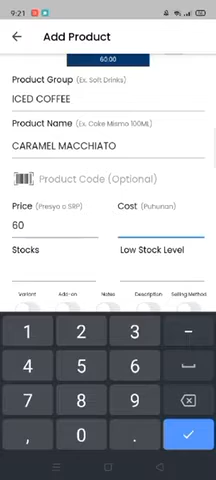 9:21
Add Product
60.00
Product Group (Ex. Soft Drinks)
ICED COFFEE
Product Name (Ex. Coke Mismo 100ML)
CARAMEL MACCHIATO
Product Code (Optional)
Price (Presyo o SRP) Cost (Puhunan)
60
Stocks Low Stock Level
Variant Add-on Notes Description Selling Method
1 2 3 -
4 5 6
7 8 9
, 0 .